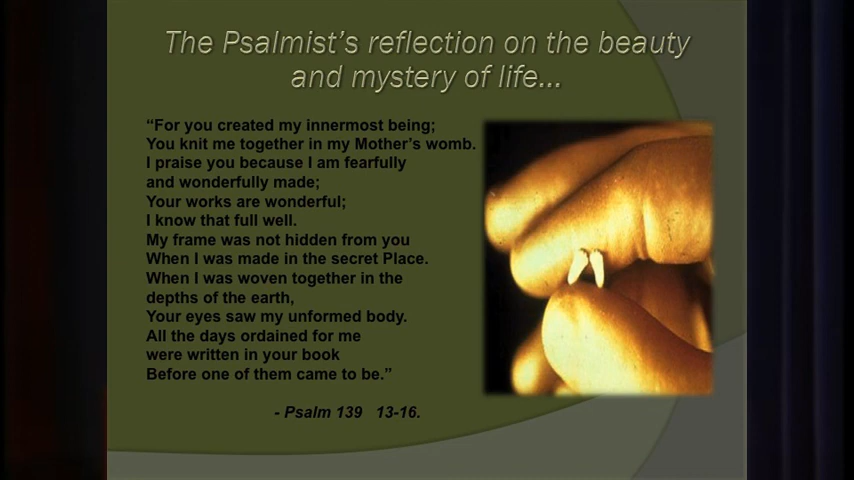 The Psalmist's reflection on the beauty
and mystery of life...
“For you created my innermost being;
You knit me together in my Mother's womb.
I praise you because I am fearfully
and wonderfully made;
Your works are wonderful;
I know that full well.
My frame was not hidden from you
When I was made in the secret Place.
When I was woven together in the
depths of the earth,
Your eyes saw my unformed body.
All the days ordained for me
were written in your book
Before one of them came to be.”
- Psalm 139 13-16.